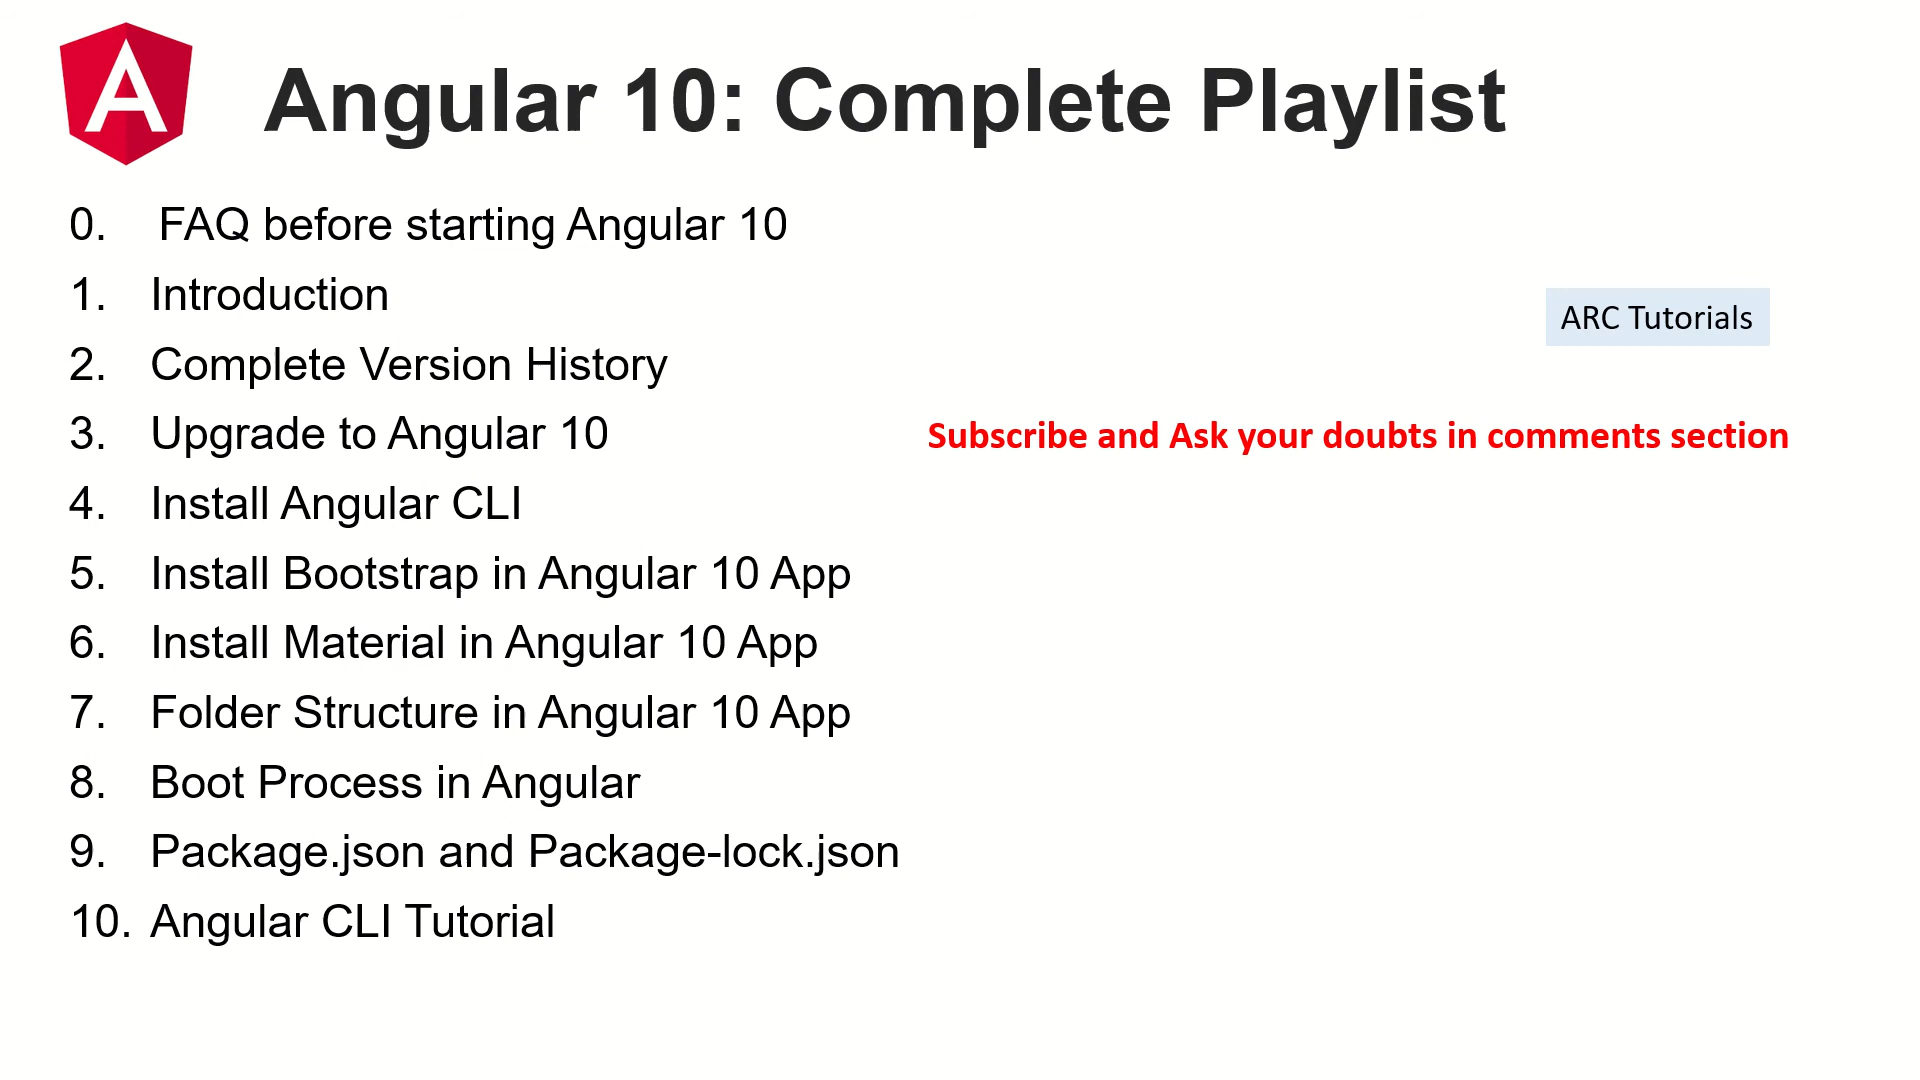 Angular 10: Complete Playlist
0. FAQ before starting Angular 10
1. Introduction
2. Complete Version History
3. Upgrade to Angular 10
4. Install Angular CLI
5. Install Bootstrap in Angular 10 App
6. Install Material in Angular 10 App
7. Folder Structure in Angular 10 App
8. Boot Process in Angular
9. Package.json and Package-lock.json
10. Angular CLI Tutorial
ARC Tutorials
Subscribe and Ask your doubts in comments section